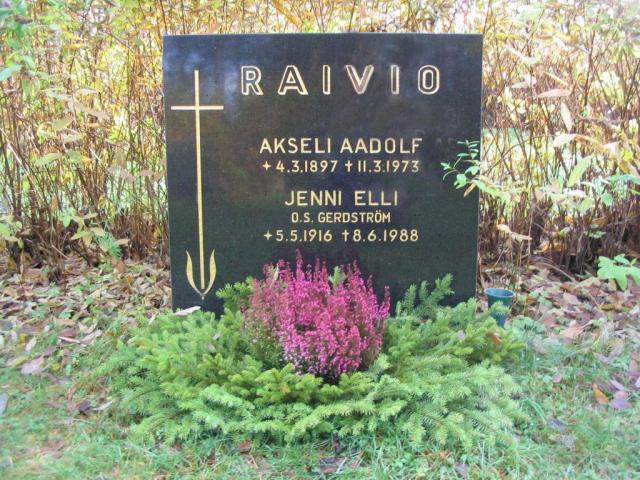 RAIVIO
AKSELI AADOLF
+ 4.3.1897 † 11.3.1973
JENNI ELLI
O.S. GERDSTRÖM
+ 5.5.1916 † 8.6.1988